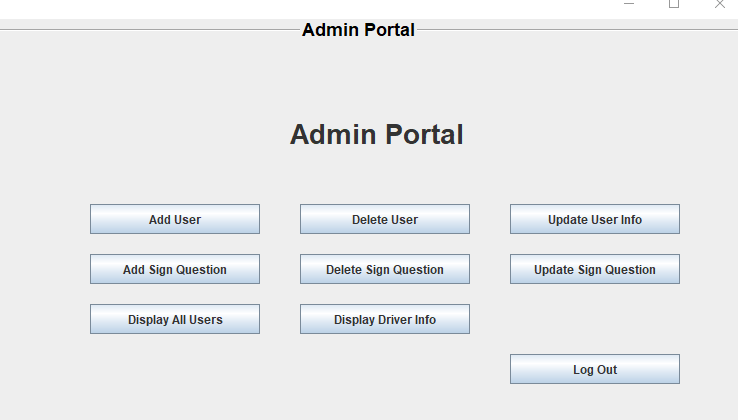 Admin Portal
Admin Portal
Add User
Delete User
Update User Info
Add Sign Question
Delete Sign Question
Update Sign Question
Display All Users
Display Driver Info
Log Out